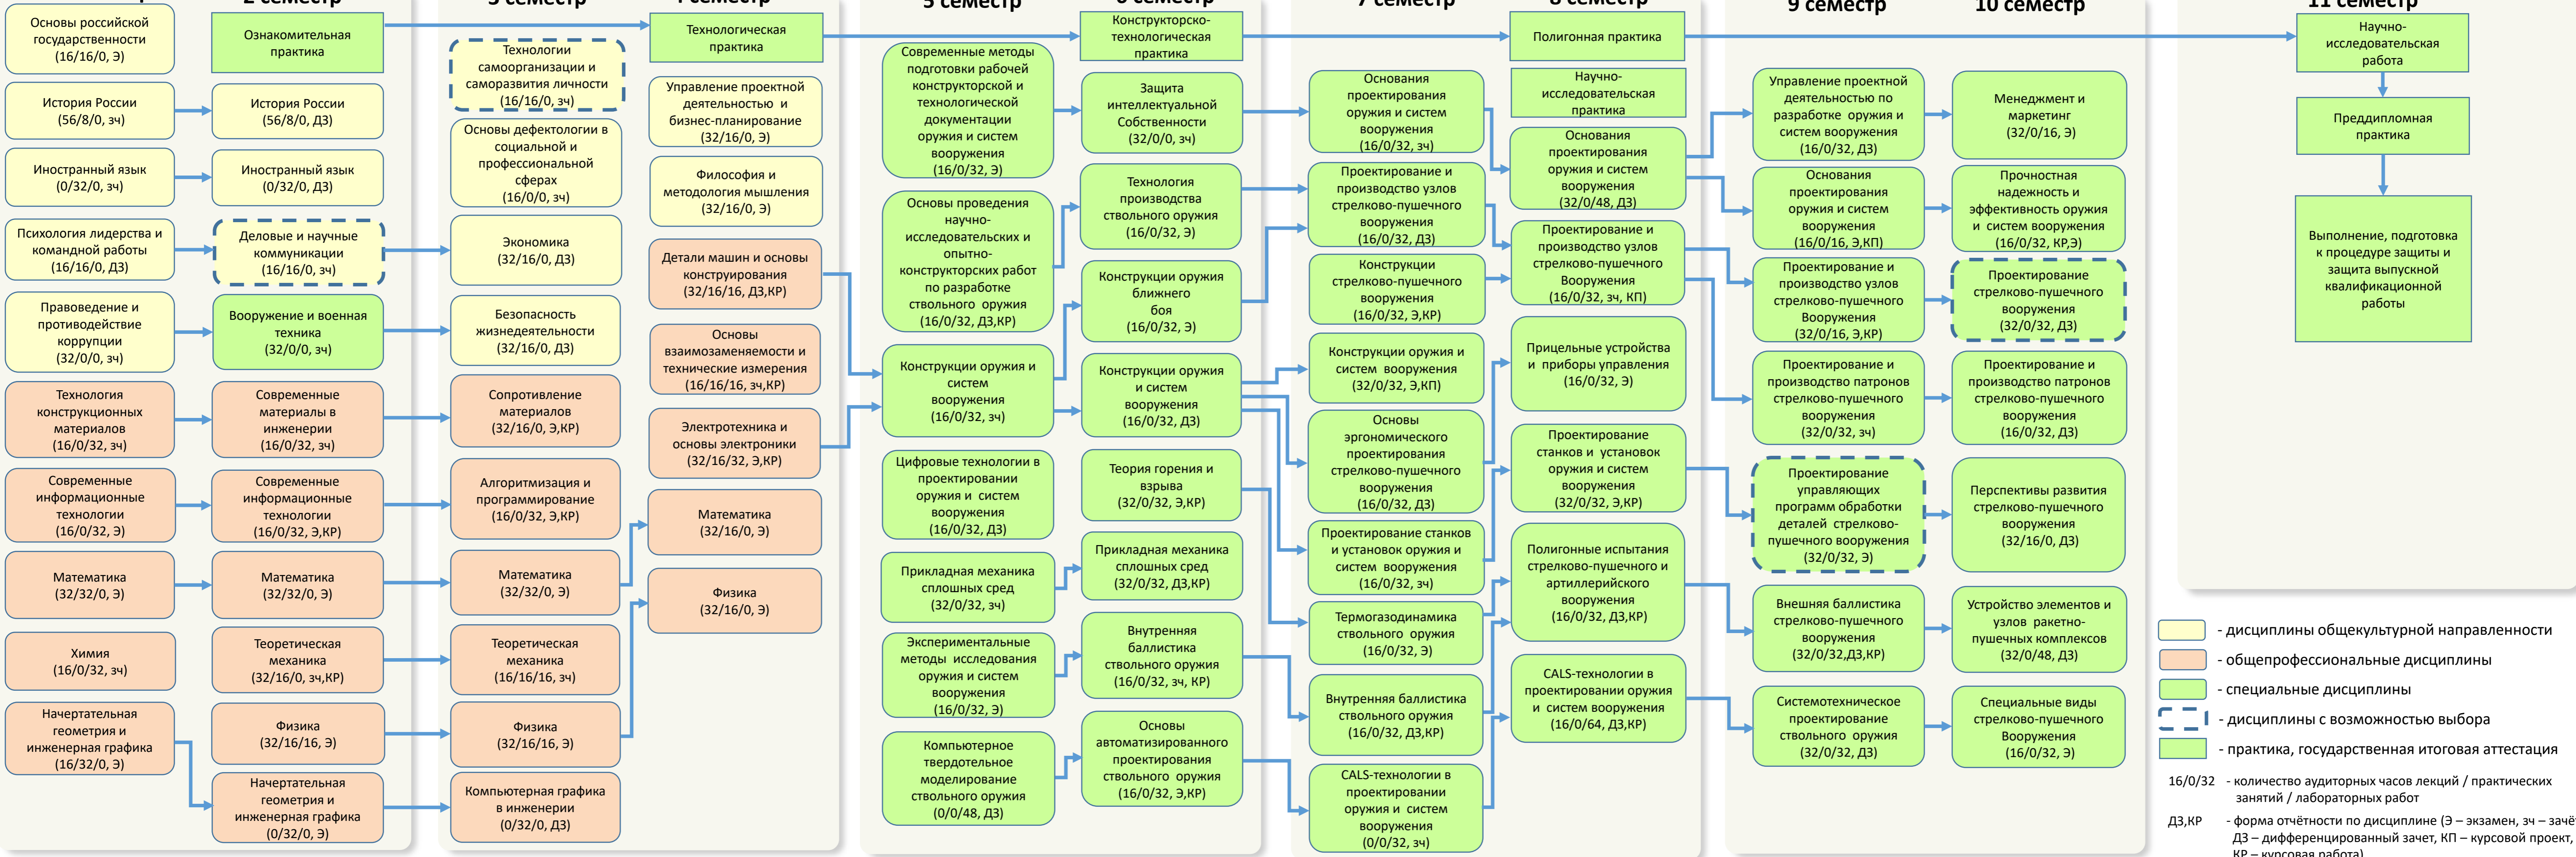 2 семестр
3 семестр
4 семестр
5 семестр
6 семестр
7 семестр
8 семестр
9 семестр
10 семестр
11 семестр
Основы российской
государственности
(16/16/0, Э)
История России
(56/8/0, зч)
Иностранный язык
(0/32/0, зч)
Психология лидерства и
командной работы
(16/16/0, ДЗ)
Правоведение и
противодействие
коррупции
(32/0/0, зч)
Технология
конструкционных
материалов
(16/0/32, зч)
Современные
информационные
технологии
(16/0/32, Э)
Математика
(32/32/0, Э)
Химия
(16/0/32, зч)
Начертательная
геометрия и
инженерная графика
(16/32/0, Э)
Ознакомительная
практика
История России
(56/8/0, ДЗ)
Иностранный язык
(0/32/0, ДЗ)
Деловые и научные
коммуникации
(16/16/0, зч)
Вооружение и военная
техника
(32/0/0, зч)
Современные
материалы в
инженерии
(16/0/32, зч)
Современные
информационные
технологии
(16/0/32, Э,КР)
Математика
(32/32/0, Э)
Теоретическая
механика
(32/16/0, зч,КР)
Физика
(32/16/16, Э)
Начертательная
геометрия и
инженерная графика
(0/32/0, Э)
Технологии
самоорганизации и
саморазвития личности
(16/16/0, зч)
Основы дефектологии в
социальной и
профессиональной
сферах
(16/0/0, зч)
Экономика
(32/16/0, ДЗ)
Безопасность
жизнедеятельности
(32/16/0, ДЗ)
Сопротивление
материалов
(32/16/0, Э,КР)
Алгоритмизация и
программирование
(16/0/32, Э,КР)
Математика
(32/32/0, Э)
Теоретическая
механика
(16/16/16, зч)
Физика
(32/16/16, Э)
Компьютерная графика
в инженерии
(0/32/0, ДЗ)
Технологическая
практика
Управление проектной
деятельностью и
бизнес-планирование
(32/16/0, Э)
Философия и
методология мышления
(32/16/0, Э)
Детали машин и основы
конструирования
(32/16/16, ДЗ,КР)
Основы
взаимозаменяемости и
технические измерения
(16/16/16, зч,КР)
Электротехника и
основы электроники
(32/16/32, Э,КР)
Математика
(32/16/0, Э)
Физика
(32/16/0, Э)
Современные методы
подготовки рабочей
конструкторской и
технологической
документации
оружия и систем
вооружения
(16/0/32, Э)
Основы проведения
научно-
исследовательских и
опытно-
конструкторских работ
по разработке
ствольного оружия
(16/0/32, ДЗ,КР)
Конструкции оружия и
систем
вооружения
(16/0/32, зч)
Цифровые технологии в
проектировании
оружия и систем
вооружения
(16/0/32, ДЗ)
Прикладная механика
сплошных сред
(32/0/32, зч)
Экспериментальные
методы исследования
оружия и систем
вооружения
(16/0/32, Э)
Компьютерное
твердотельное
моделирование
ствольного оружия
(0/0/48, ДЗ)
Конструкторско-
технологическая
практика
Защита
интеллектуальной
Собственности
(32/0/0, зч)
Технология
производства
ствольного оружия
(16/0/32, Э)
Конструкции оружия
ближнего
боя
(16/0/32, Э)
Конструкции оружия
и систем
вооружения
(16/0/32, ДЗ)
Теория горения и
взрыва
(32/0/32, Э,КР)
Прикладная механика
сплошных сред
(32/0/32, ДЗ,КР)
Внутренняя
баллистика
ствольного оружия
(16/0/32, зч, КР)
Основы
автоматизированного
проектирования
ствольного оружия
(16/0/32, Э,КР)
Основания
проектирования
оружия и систем
вооружения
(16/0/32, зч)
Проектирование и
производство узлов
стрелково-пушечного
вооружения
(16/0/32, ДЗ)
Конструкции
стрелково-пушечного
вооружения
(16/0/32, Э,КР)
Конструкции оружия и
систем вооружения
(32/0/32, Э,КП)
Основы
эргономического
проектирования
стрелково-пушечного
вооружения
(16/0/32, ДЗ)
Проектирование станков
и установок оружия и
систем вооружения
(16/0/32, зч)
Термогазодинамика
ствольного оружия
(16/0/32, Э)
Внутренняя баллистика
ствольного оружия
(16/0/32, ДЗ,КР)
CALS-технологии в
проектировании
оружия и систем
вооружения
(0/0/32, зч)
Полигонная практика
Научно-
исследовательская
практика
Основания
проектирования
оружия и систем
вооружения
(32/0/48, ДЗ)
Проектирование и
производство узлов
стрелково-пушечного
Вооружения
(16/0/32, зч, КП)
Прицельные устройства
и приборы управления
(16/0/32, Э)
Проектирование
станков и установок
оружия и систем
вооружения
(32/0/32, Э,КР)
Полигонные испытания
стрелково-пушечного и
артиллерийского
вооружения
(16/0/32, ДЗ,КР)
CALS-технологии в
проектировании оружия
и систем вооружения
(16/0/64, ДЗ,КР)
Управление проектной
деятельностью по
разработке оружия и
систем вооружения
(16/0/32, ДЗ)
Основания
проектирования
оружия и систем
вооружения
(16/0/16, Э,КП)
Проектирование и
производство узлов
стрелково-пушечного
Вооружения
(32/0/16, Э,КР)
Проектирование и
производство патронов
стрелково-пушечного
вооружения
(32/0/32, зч)
Проектирование
управляющих
программ обработки
деталей стрелково-
пушечного вооружения
(32/0/32, Э)
Внешняя баллистика
стрелково-пушечного
вооружения
(32/0/32,ДЗ,КР)
Системотехническое
проектирование
ствольного оружия
(32/0/32, ДЗ)
Менеджмент и
маркетинг
(32/0/16, Э)
Прочностная
надежность и
эффективность оружия
и систем вооружения
(16/0/32, КР,Э)
Проектирование
стрелково-пушечного
вооружения
(32/0/32, ДЗ)
Проектирование и
производство патронов
стрелково-пушечного
вооружения
(16/0/32, ДЗ)
Перспективы развития
стрелково-пушечного
вооружения
(32/16/0, ДЗ)
Устройство элементов и
узлов ракетно-
пушечных комплексов
(32/0/48, ДЗ)
Специальные виды
стрелково-пушечного
Вооружения
(16/0/32, Э)
Научно-
исследовательская
работа
Преддипломная
практика
Выполнение, подготовка
к процедуре защиты и
защита выпускной
квалификационной
работы
- дисциплины общекультурной направленности
- общепрофессиональные дисциплины
- специальные дисциплины
- дисциплины с возможностью выбора
- практика, государственная итоговая аттестация
16/0/32 - количество аудиторных часов лекций / практических
занятий / лабораторных работ
ДЗ,КР - форма отчётности по дисциплине (Э – экзамен, зч – зачё
ДЗ – дифференцированный зачет, КП – курсовой проект,
КР – курсовая работа)